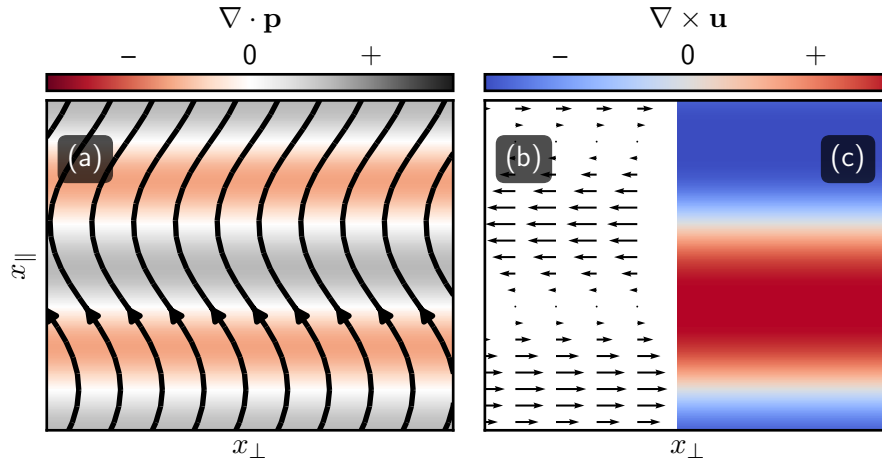 ∇ · p
∇ × u
− 0 +
− 0 +
(a)
(b)
(c)
x∥
x⊥
x⊥